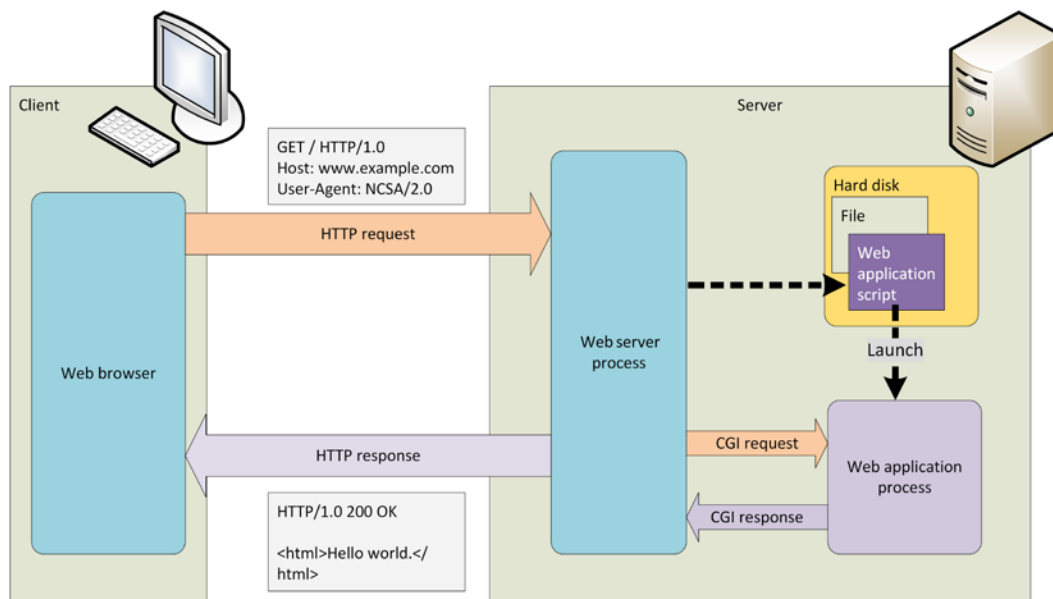 Client
Server
GET / HTTP/1.0
Host: www.example.com
User-Agent: NCSA/2.0
Hard disk
File
Web
application
script
HTTP request
Launch
Web server
process
Web browser
CGI request
HTTP response
Web application
process
CGI response
HTTP/1.0 200 OK
<html>Hello world.</
html>